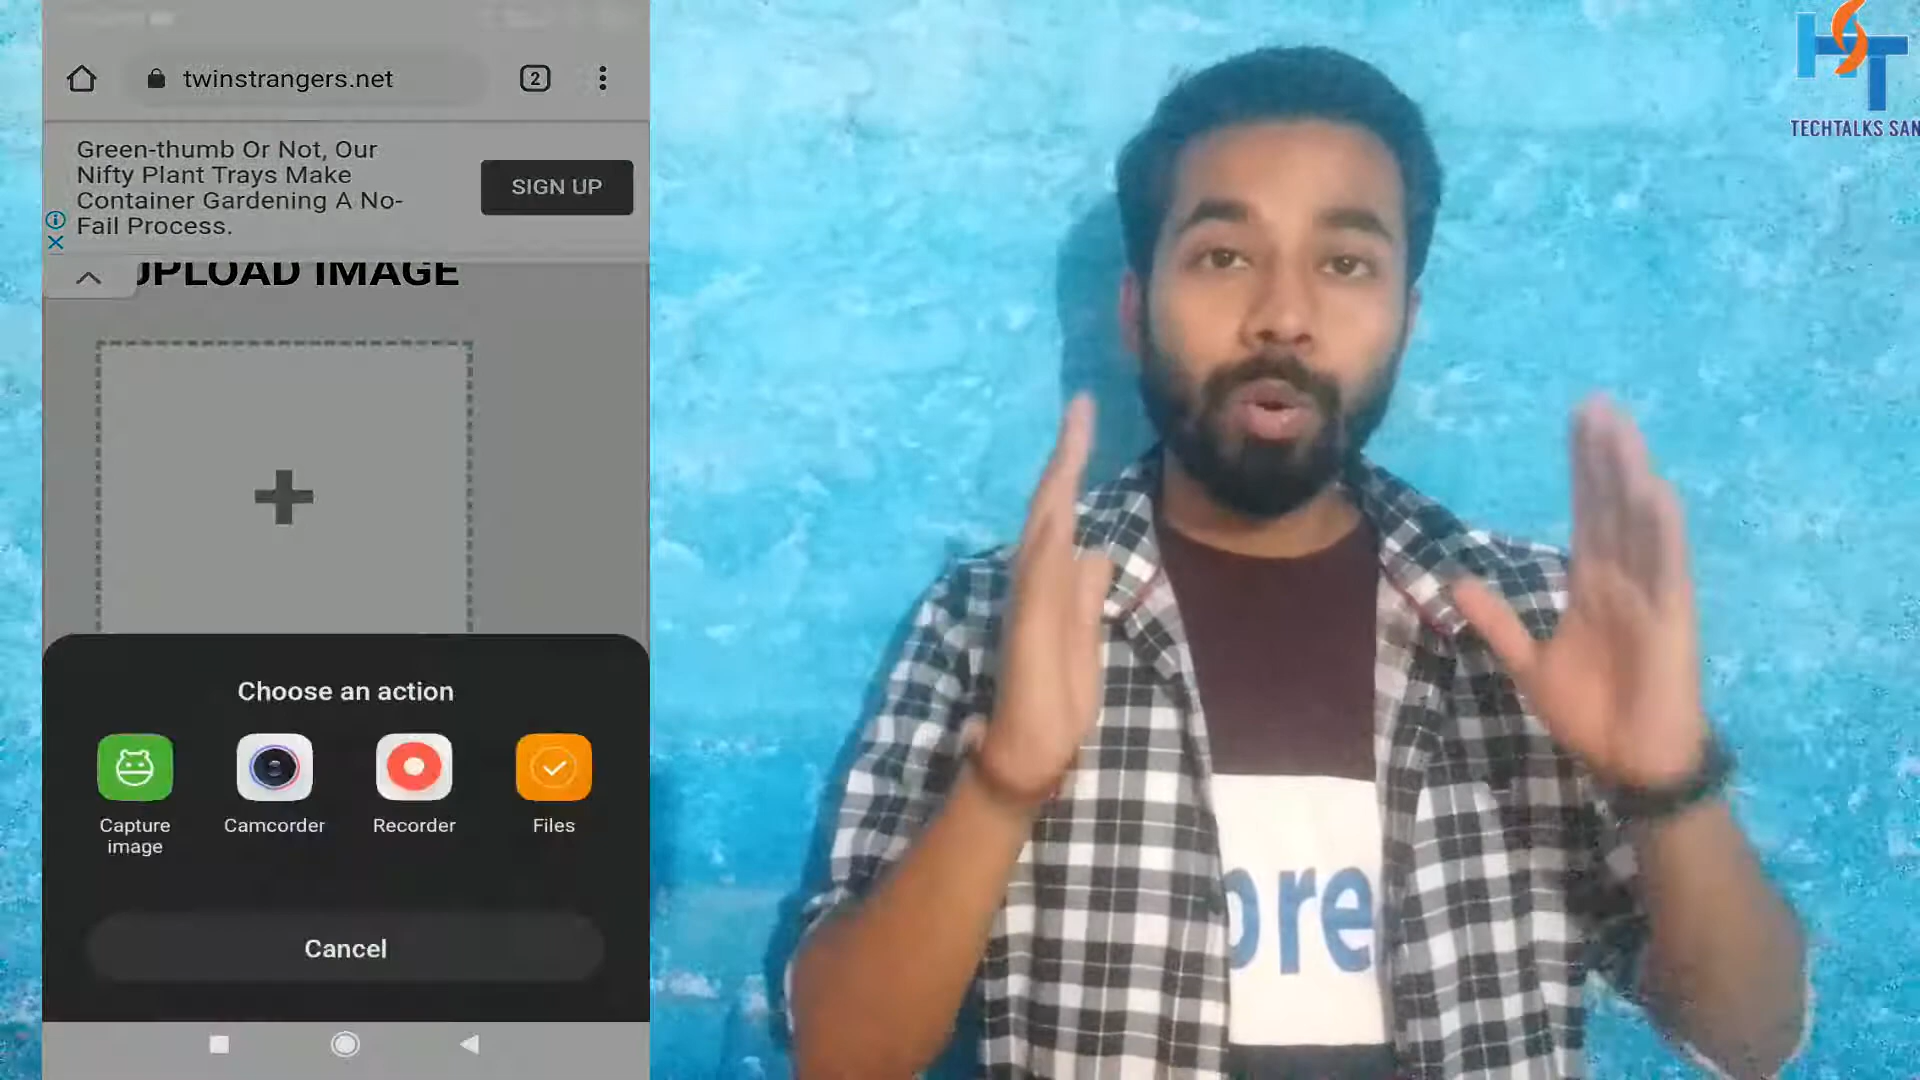 twinstrangers.net
2
Green-thumb Or Not, Our
Nifty Plant Trays Make
Container Gardening A No-
Fail Process.
SIGN UP
UPLOAD IMAGE
Choose an action
Capture
image
Camcorder
Recorder
Files
Cancel
HST
TECHTALKS SAN
pre